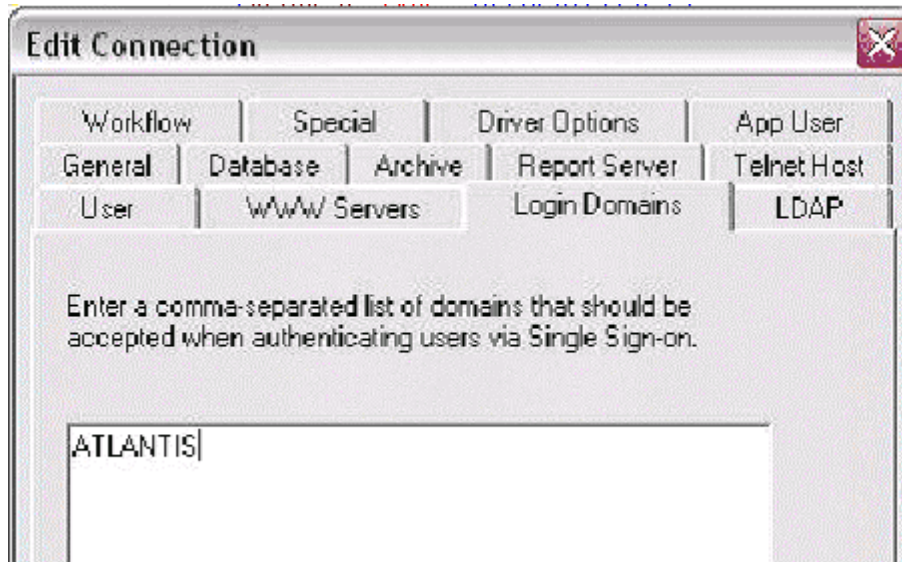 Edit Connection
Workflow Special Driver Options App User
General Database Archive Report Server Telnet Host
User WWW Servers Login Domains LDAP
Enter a comma-separated list of domains that should be
accepted when authenticating users via Single Sign-on.
ATLANTIS